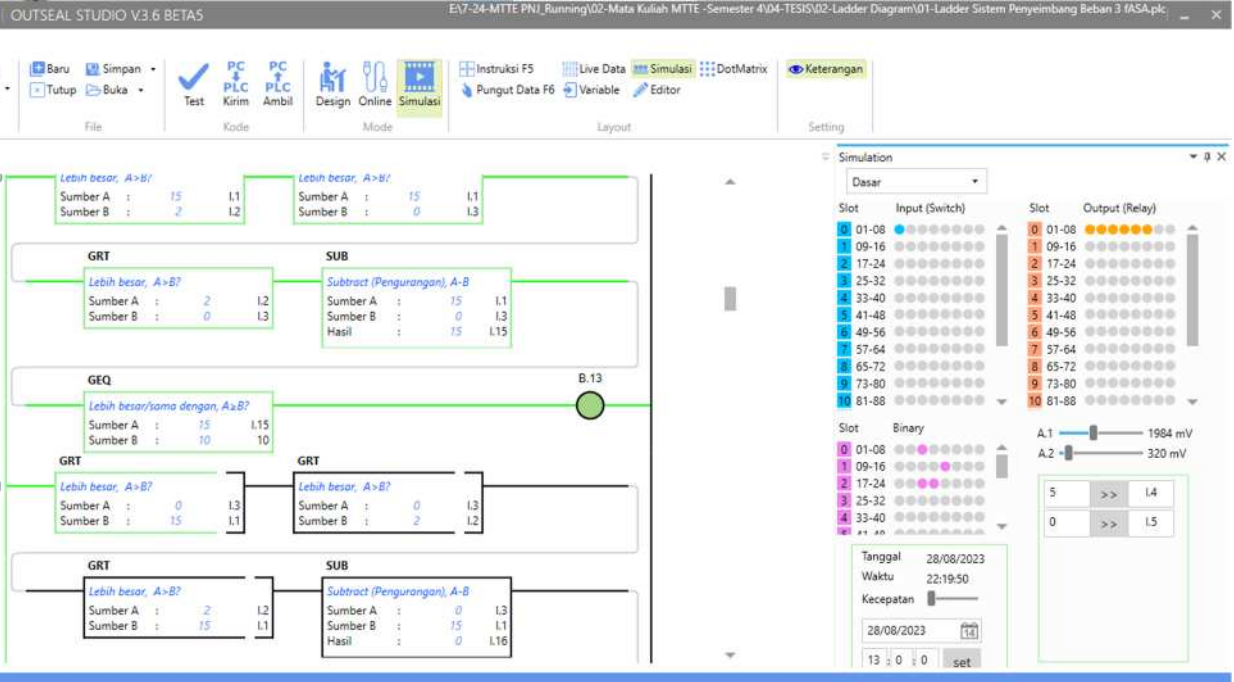 OUTSEAL STUDIO V.3.6 BETA5
E:\7-24-MTTE PNJ_Running\02-Mata Kuliah MTTE -Semester 4\04-TESIS\02-Ladder Diagram\01-Ladder Sistem Penyeimbang Beban 3 fASA.plc
Baru Simpan
Tutup Buka
Test
PC PLC Kirim
PC PLC Ambil
Design Online Simulasi
Instruksi F5 Live Data Simulasi DotMatrix Keterangan
Pungut Data F6 Variable Editor
File Kode Mode Layout Setting
Lebih besar, A>B?
Sumber A : 15 I.1
Sumber B : 2 I.2
Lebih besar, A>B?
Sumber A : 15 I.1
Sumber B : 0 I.3
GRT
Lebih besar, A>B?
Sumber A : 2 I.2
Sumber B : 0 I.3
SUB
Subtract (Pengurangan), A-B
Sumber A : 15 I.1
Sumber B : 0 I.3
Hasil : 15 I.15
GEQ
Lebih besar/sama dengan, A≥B?
Sumber A : 15 I.15
Sumber B : 10 10
B.13
GRT
Lebih besar, A>B?
Sumber A : 0 I.3
Sumber B : 15 I.1
GRT
Lebih besar, A>B?
Sumber A : 0 I.3
Sumber B : 2 I.2
GRT
Lebih besar, A>B?
Sumber A : 2 I.2
Sumber B : 15 I.1
SUB
Subtract (Pengurangan), A-B
Sumber A : 0 I.3
Sumber B : 15 I.1
Hasil : 0 I.16
Simulation
Dasar
Slot Input (Switch)
0 01-08
1 09-16
2 17-24
3 25-32
4 33-40
5 41-48
6 49-56
7 57-64
8 65-72
9 73-80
10 81-88
Slot Output (Relay)
0 01-08
1 09-16
2 17-24
3 25-32
4 33-40
5 41-48
6 49-56
7 57-64
8 65-72
9 73-80
10 81-88
Slot Binary
0 01-08
1 09-16
2 17-24
3 25-32
4 33-40
A.1 1984 mV
A.2 320 mV
5 >> I.4
0 >> I.5
Tanggal 28/08/2023
Waktu 22:19:50
Kecepatan
28/08/2023 14
13 : 0 : 0 set